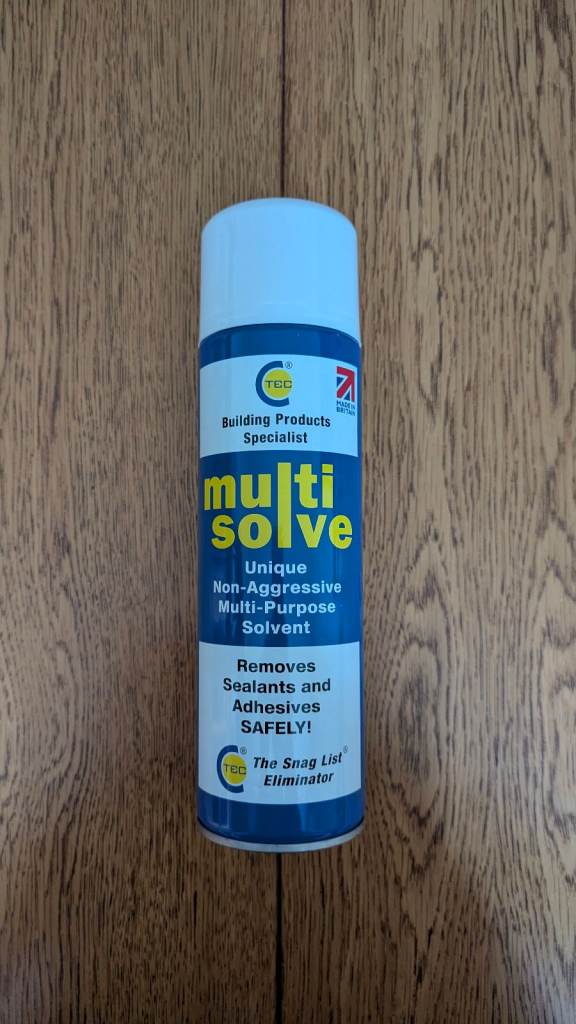 TEC®
MADE IN
BRITAIN
Building Products
Specialist
multi
solve
Unique
Non-Aggressive
Multi-Purpose
Solvent
Removes
Sealants and
Adhesives
SAFELY!
TEC®
The Snag List®
Eliminator